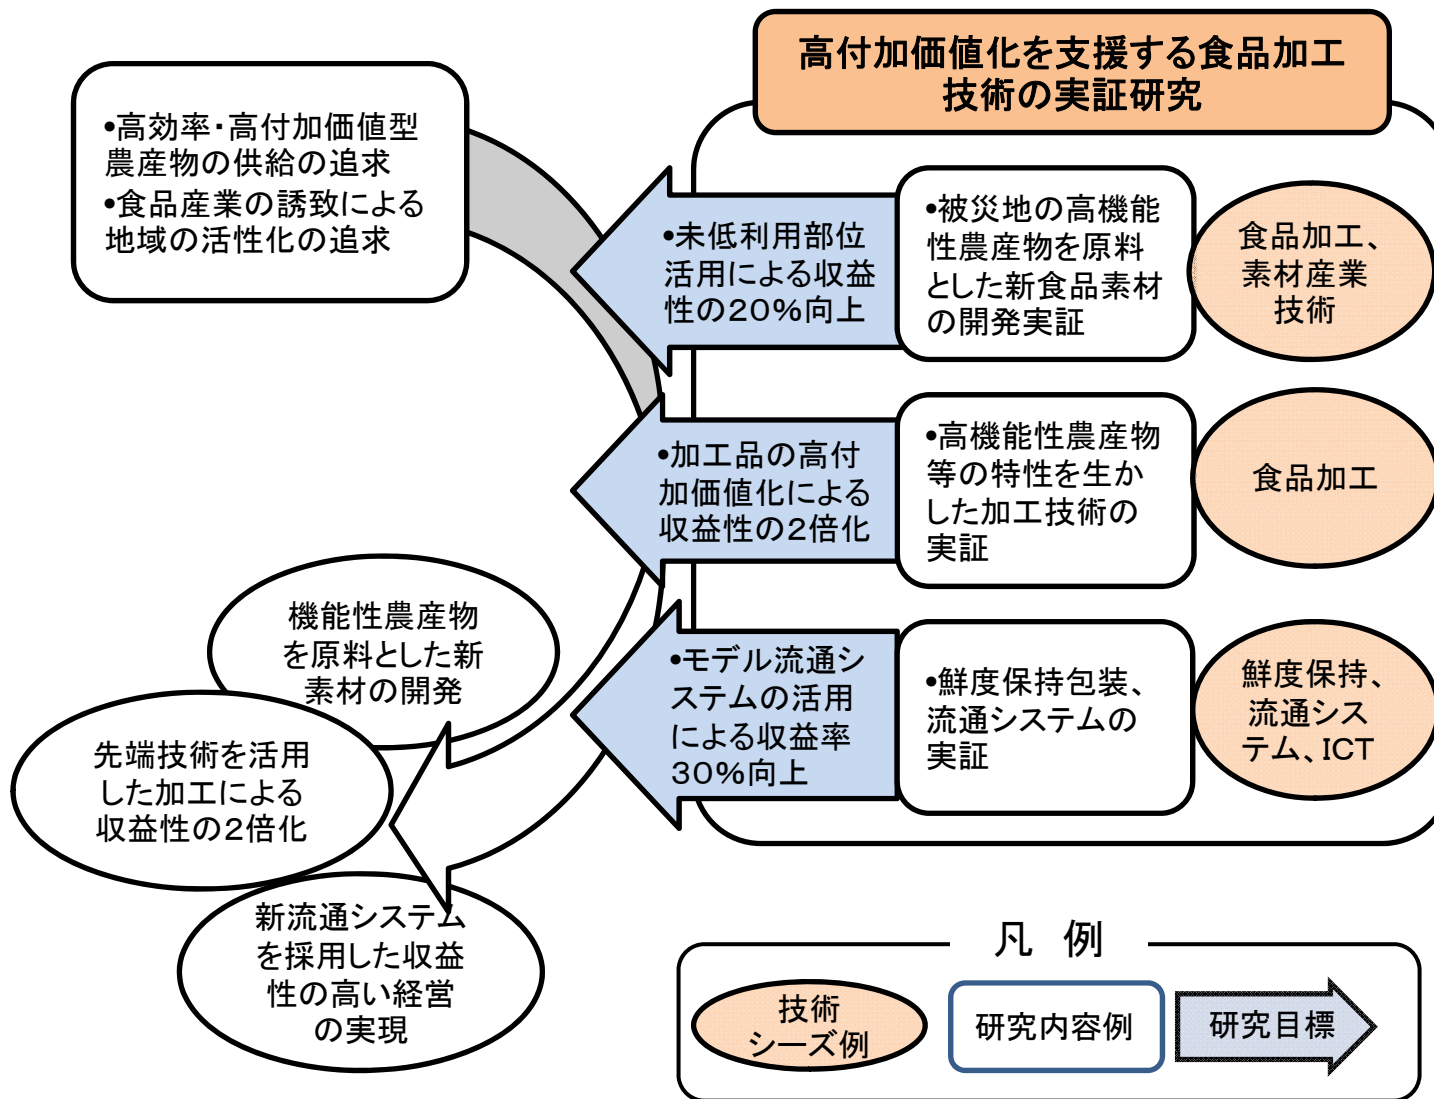 高付加価値化を支援する食品加工
技術の実証研究
•高効率・高付加価値型
農産物の供給の追求
•食品産業の誘致による
地域の活性化の追求
•未低利用部位
活用による収益
性の20%向上
•被災地の高機能
性農産物を原料
とした新食品素材
の開発実証
食品加工、
素材産業
技術
•加工品の高付
加価値化による
収益性の2倍化
•高機能性農産物
等の特性を生か
した加工技術の
実証
食品加工
•モデル流通シ
ステムの活用
による収益率
30%向上
•鮮度保持包装、
流通システムの
実証
鮮度保持、
流通シス
テム、ICT
機能性農産物
を原料とした新
素材の開発
先端技術を活用
した加工による
収益性の2倍化
新流通システム
を採用した収益
性の高い経営
の実現
凡 例
技術
シーズ例
研究内容例
研究目標